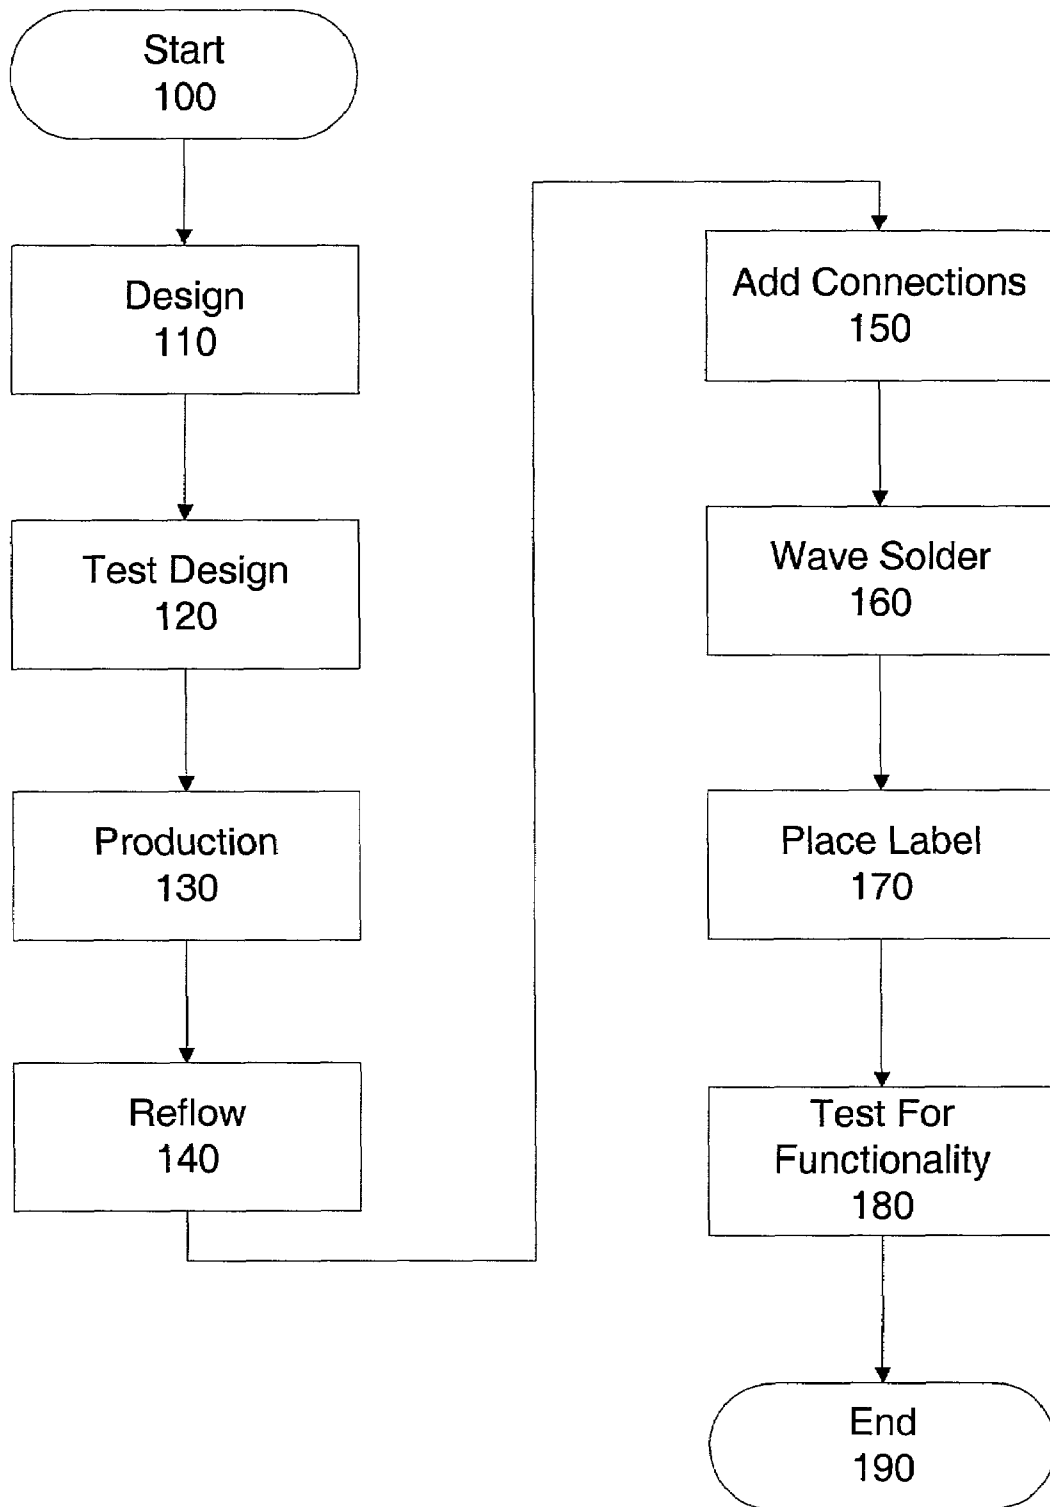 Start
100
Design
110
Test Design
120
Production
130
Reflow
140
Add Connections
150
Wave Solder
160
Place Label
170
Test For
Functionality
180
End
190